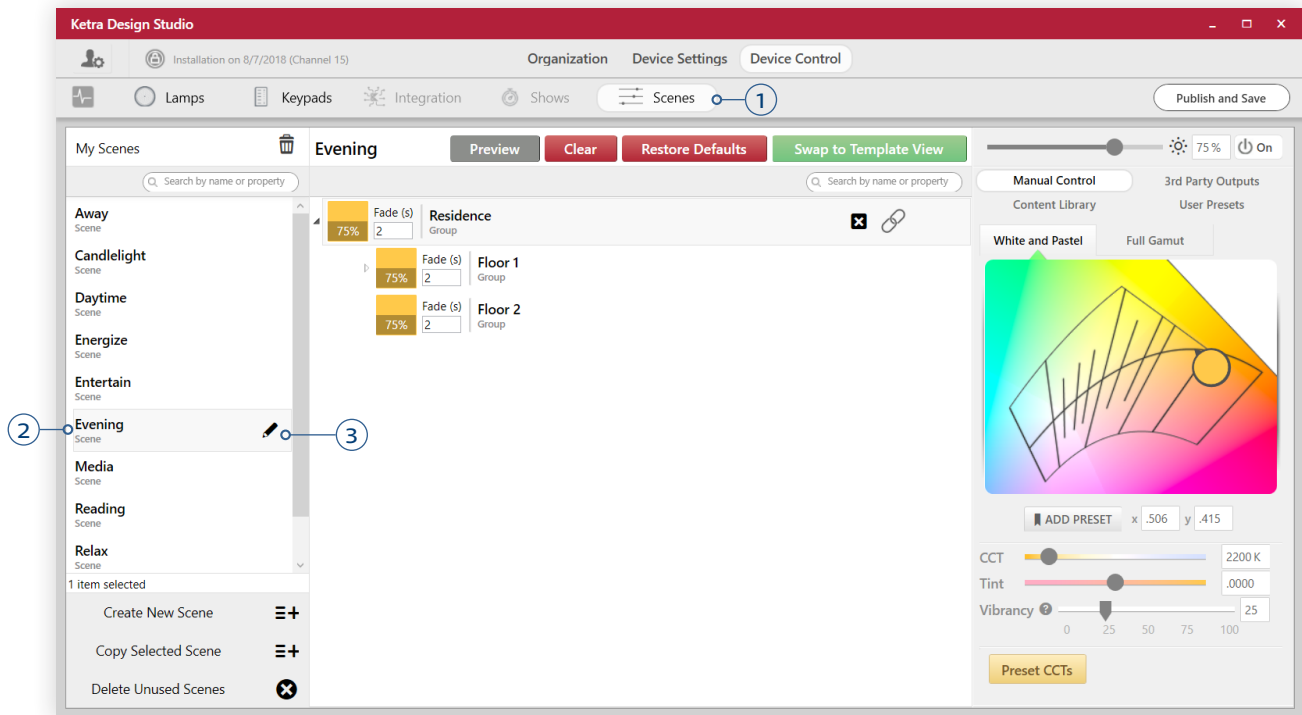 Ketra Design Studio
Installation on 8/7/2018 (Channel 15)
Organization Device Settings Device Control
Lamps Keypads Integration Shows Scenes 1 Publish and Save
My Scenes
Search by name or property
Away
Scene
Candlelight
Scene
Daytime
Scene
Energize
Scene
Entertain
Scene
2 Evening 3
Scene
Media
Scene
Reading
Scene
Relax
Scene
1 item selected
Create New Scene
Copy Selected Scene
Delete Unused Scenes
Evening Preview Clear Restore Defaults Swap to Template View
Search by name or property
75% Fade (s) 2 Residence
Group
75% Fade (s) 2 Floor 1
Group
75% Fade (s) 2 Floor 2
Group
75% On
Manual Control 3rd Party Outputs
Content Library User Presets
White and Pastel Full Gamut
ADD PRESET x .506 y .415
CCT 2200 K
Tint .0000
Vibrancy ? 25
0 25 50 75 100
Preset CCTs